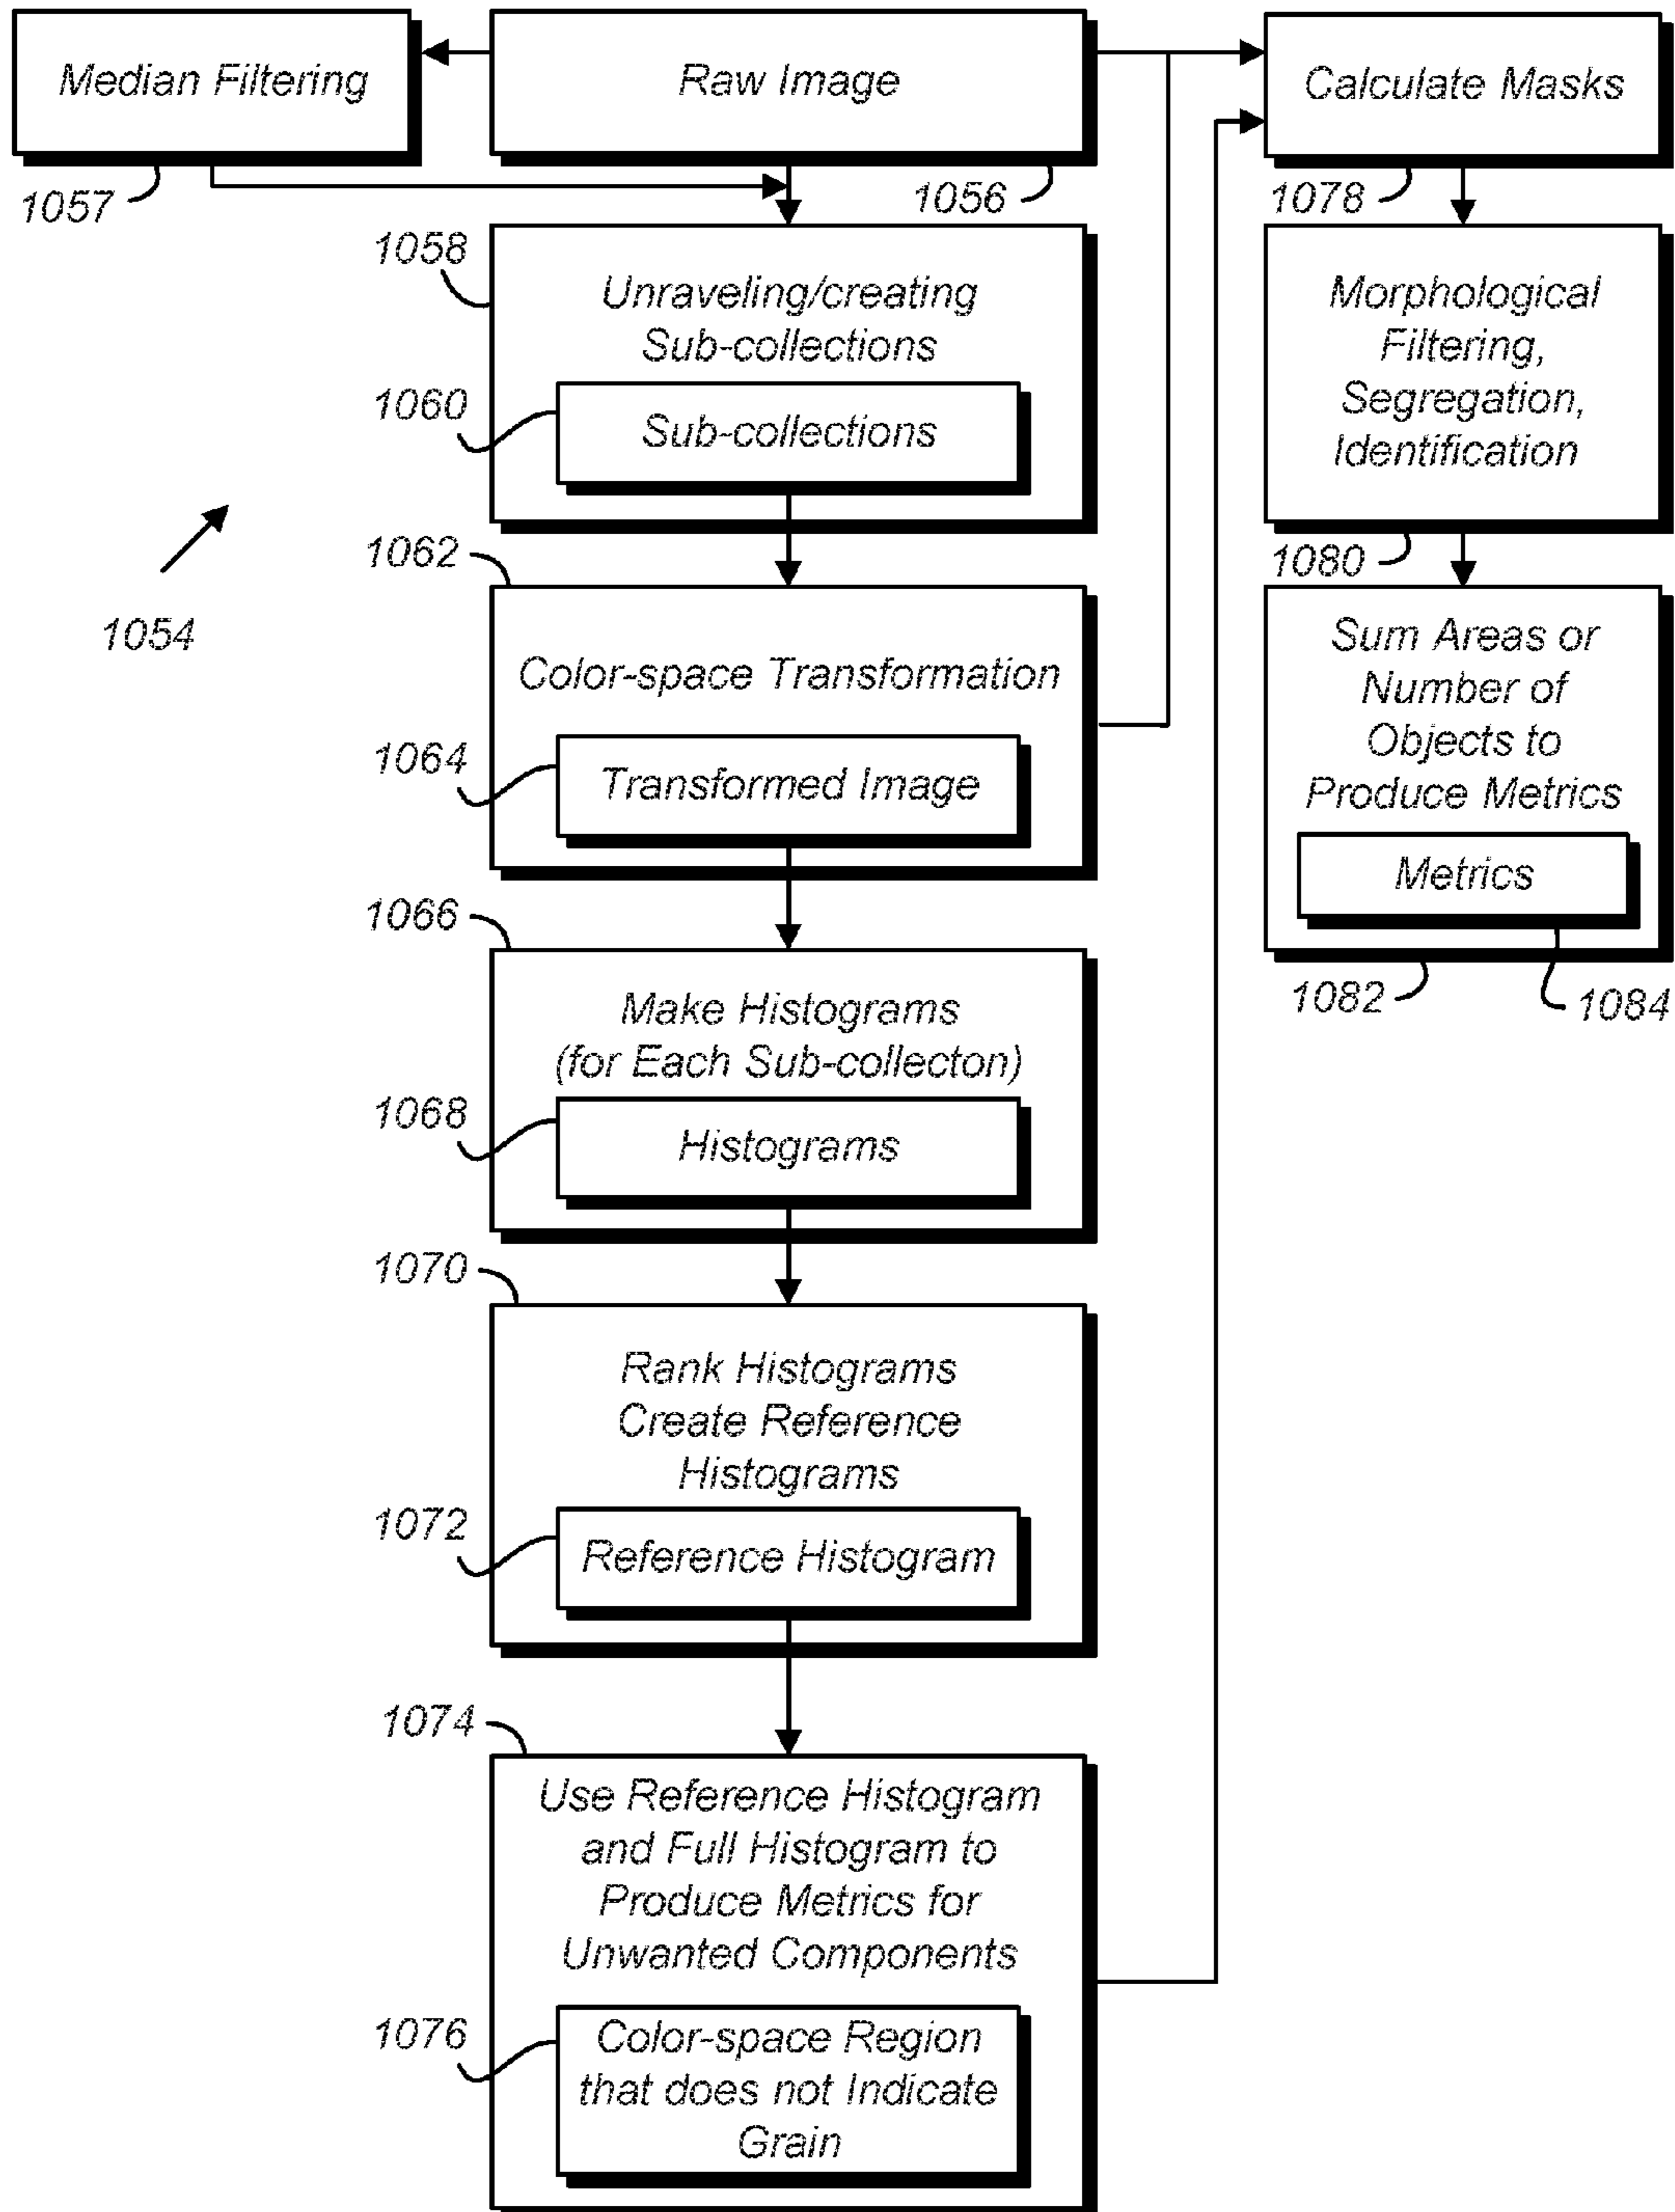 Median Filtering
Raw Image
Calculate Masks
1057
1056
1078
1058
Unraveling/creating
Sub-collections
1060
Sub-collections
Morphological
Filtering,
Segregation,
Identification
1054
1062
1080
Color-space Transformation
1064
Transformed Image
Sum Areas or
Number of
Objects to
Produce Metrics
Metrics
1082
1084
1066
Make Histograms
(for Each Sub-collecton)
1068
Histograms
1070
Rank Histograms
Create Reference
Histograms
1072
Reference Histogram
1074
Use Reference Histogram
and Full Histogram to
Produce Metrics for
Unwanted Components
1076
Color-space Region
that does not Indicate
Grain